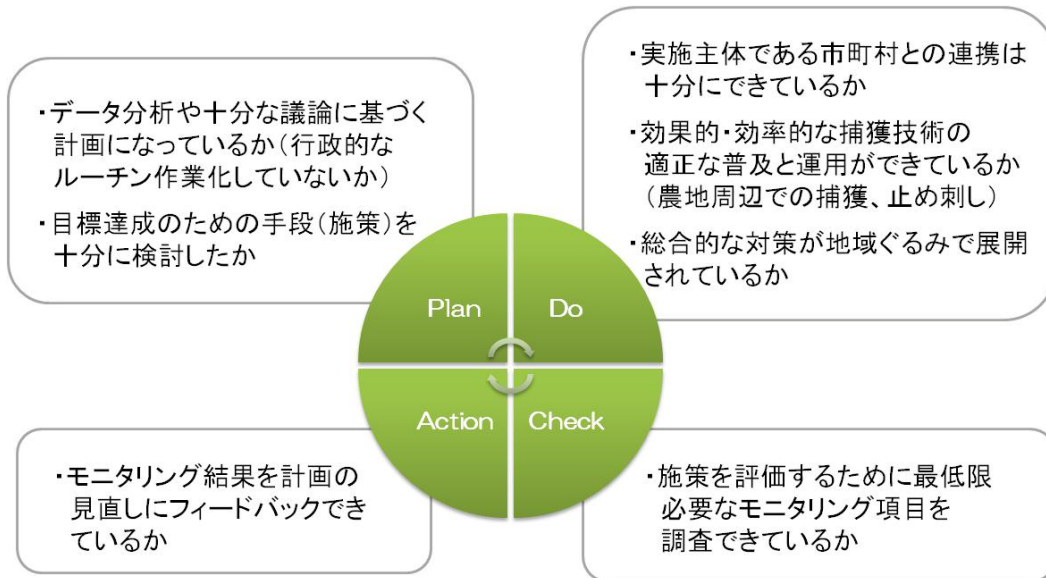 ・データ分析や十分な議論に基づく
計画になっているか(行政的な
ルーチン作業化していないか)
・目標達成のための手段(施策)を
十分に検討したか
・実施主体である市町村との連携は
十分にできているか
・効果的・効率的な捕獲技術の
適正な普及と運用ができているか
(農地周辺での捕獲、止め刺し)
・総合的な対策が地域ぐるみで展開
されているか
Plan
Do
Action
Check
・モニタリング結果を計画の
見直しにフィードバックでき
ているか
・施策を評価するために最低限
必要なモニタリング項目を
調査できているか